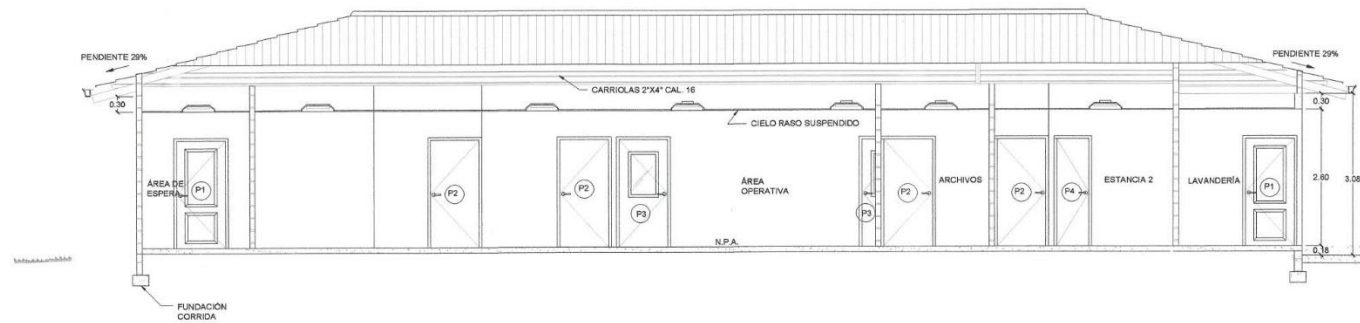 PENDIENTE 29%
PENDIENTE 29%
CARRIOLAS 2"X4" CAL. 16
0.30
0.30
CIELO RASO SUSPENDIDO
ÁREA DE
ESPERA
P1
P2
P2
P3
ÁREA
OPERATIVA
P3
P2
ARCHIVOS
P2
P4
ESTANCIA 2
LAVANDERÍA
P1
2.60
3.08
N.P.A.
0.18
FUNDACIÓN
CORRIDA